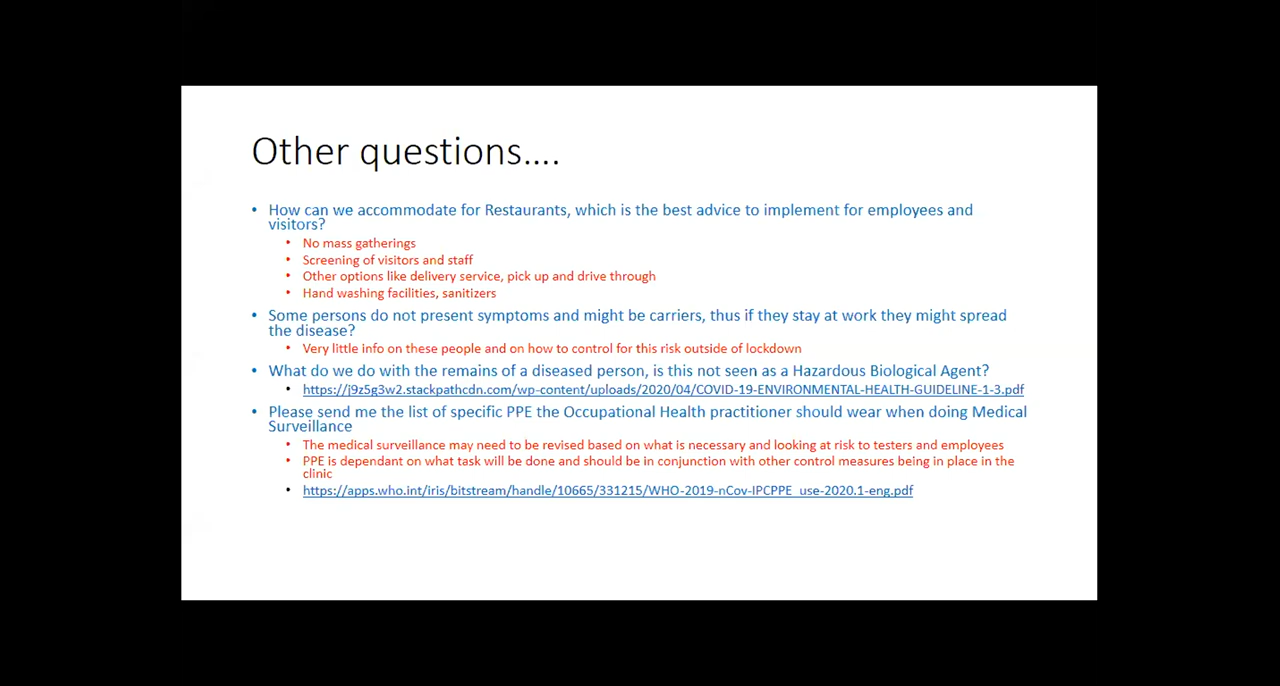 Other questions....
• How can we accommodate for Restaurants, which is the best advice to implement for employees and
visitors?
• No mass gatherings
• Screening of visitors and staff
• Other options like delivery service, pick up and drive through
• Hand washing facilities, sanitizers
• Some persons do not present symptoms and might be carriers, thus if they stay at work they might spread
the disease?
• Very little info on these people and on how to control for this risk outside of lockdown
• What do we do with the remains of a diseased person, is this not seen as a Hazardous Biological Agent?
• https://j9z5g3w2.stackpathcdn.com/wp-content/uploads/2020/04/COVID-19-ENVIRONMENTAL-HEALTH-GUIDELINE-1-3.pdf
• Please send me the list of specific PPE the Occupational Health practitioner should wear when doing Medical
Surveillance
• The medical surveillance may need to be revised based on what is necessary and looking at risk to testers and employees
• PPE is dependant on what task will be done and should be in conjunction with other control measures being in place in the
clinic
• https://apps.who.int/iris/bitstream/handle/10665/331215/WHO-2019-nCov-IPCPPE_use-2020.1-eng.pdf